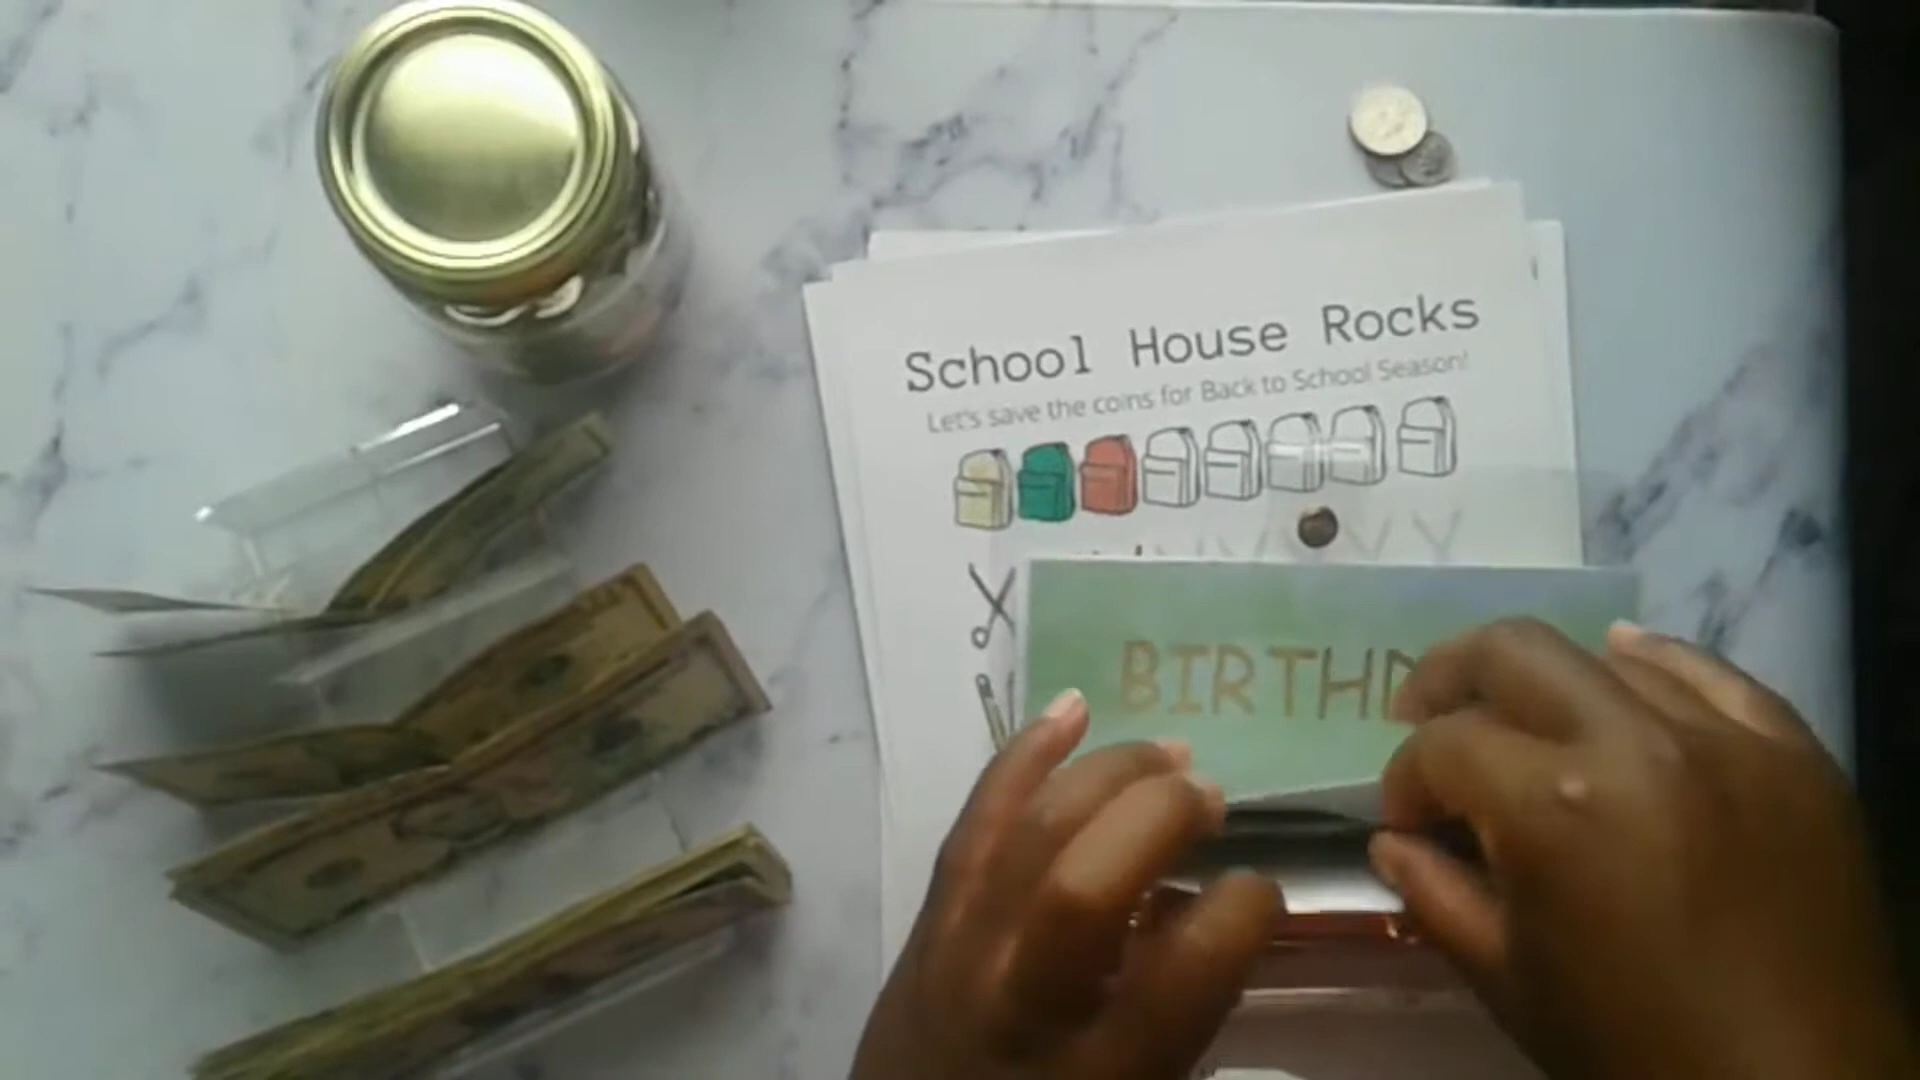 School House Rocks
Let's save the coins for Back to School Season!
BIRTHD